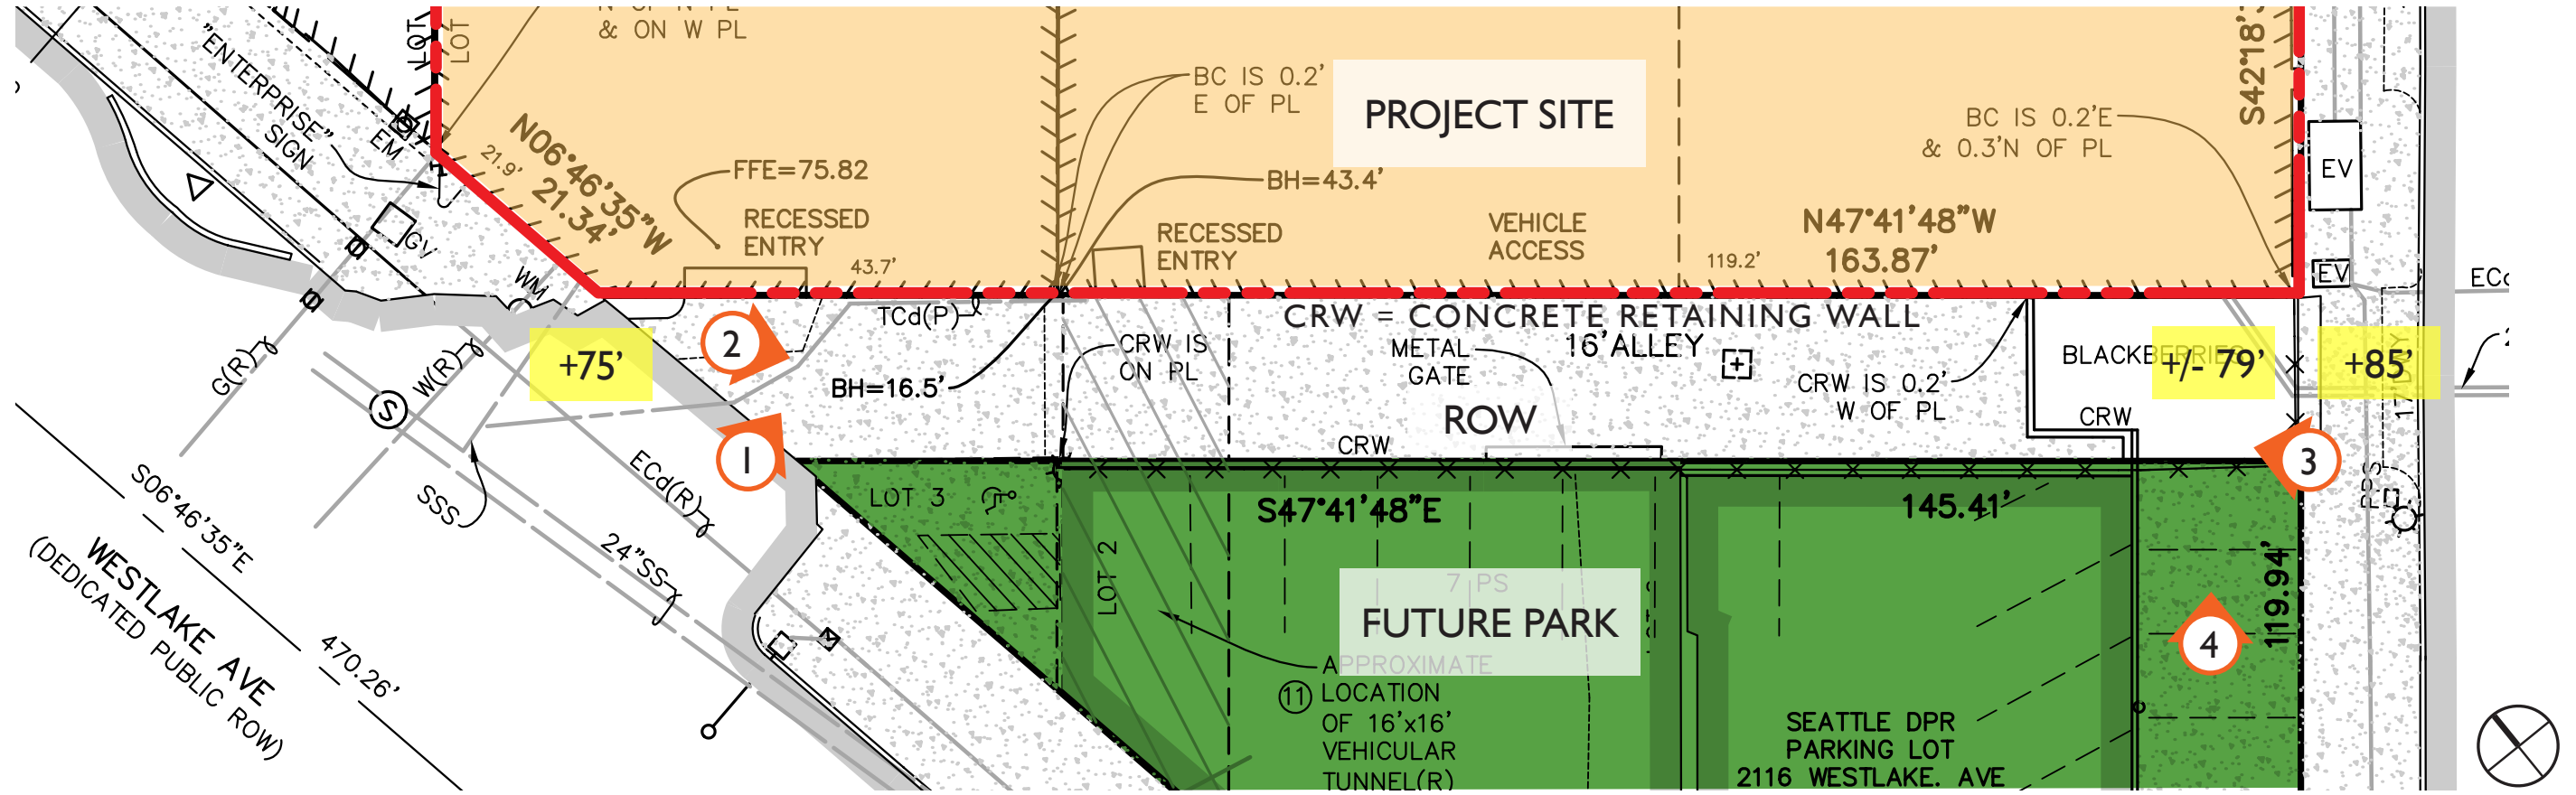 N OF N PL
& ON W PL
LOT
LOT
"ENTERPRISE"
SIGN
EM
N06°46'35"W
21.34'
21.9'
FFE=75.82
RECESSED
ENTRY
43.7'
BC IS 0.2'
E OF PL
BH=43.4'
RECESSED
ENTRY
PROJECT SITE
VEHICLE
ACCESS
119.2'
N47°41'48"W
163.87'
BC IS 0.2'E
& 0.3'N OF PL
S42°18'
EV
EV
GV
WM
G(R)
W(R)
+75'
2
TCd(P)
BH=16.5'
CRW IS
ON PL
CRW = CONCRETE RETAINING WALL
16'ALLEY
METAL
GATE
ROW
CRW
CRW IS 0.2'
W OF PL
BLACKBERRIES
+/- 79'
+85'
CRW
1
3
S
SSS
ECd(R)
24"SS
S06°46'35"E
470.26'
WESTLAKE AVE
(DEDICATED PUBLIC ROW)
LOT 3
LOT 2
S47°41'48"E
145.41'
119.94'
7 PS
FUTURE PARK
4
APPROXIMATE
11 LOCATION
OF 16'x16'
VEHICULAR
TUNNEL(R)
SEATTLE DPR
PARKING LOT
2116 WESTLAKE. AVE